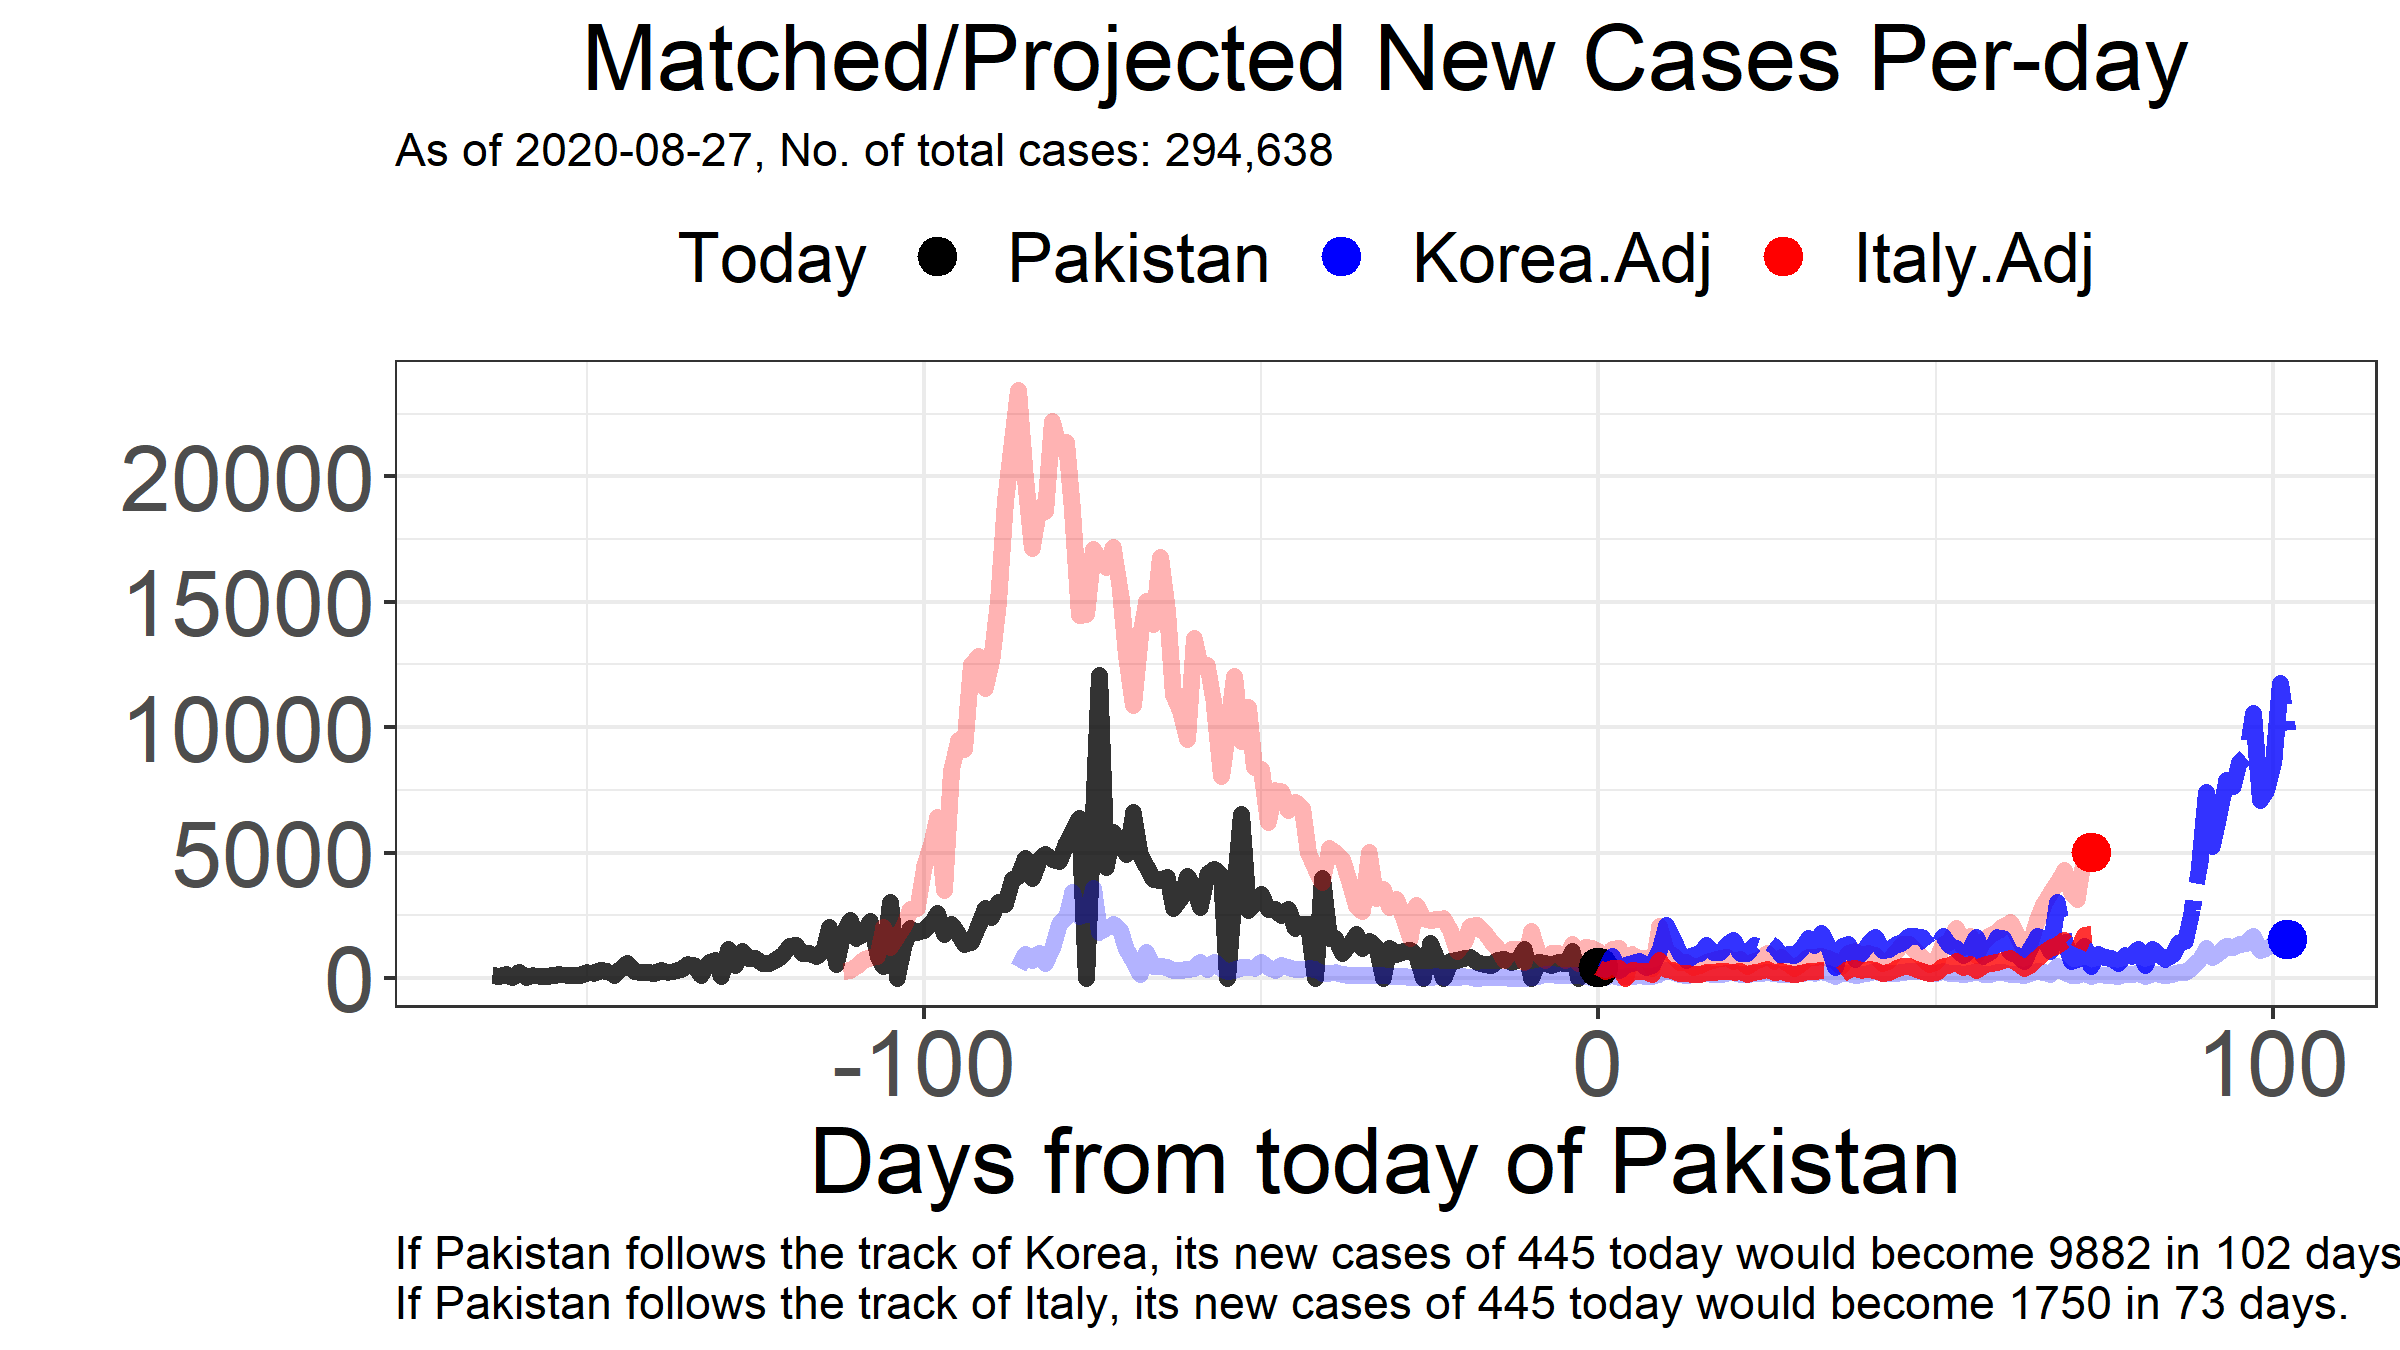 Matched/Projected New Cases Per-day
As of 2020-08-27, No. of total cases: 294,638
Today Pakistan Korea.Adj Italy.Adj
20000
15000
10000
5000
0
-100 0 100
Days from today of Pakistan
If Pakistan follows the track of Korea, its new cases of 445 today would become 9882 in 102 days
If Pakistan follows the track of Italy, its new cases of 445 today would become 1750 in 73 days.